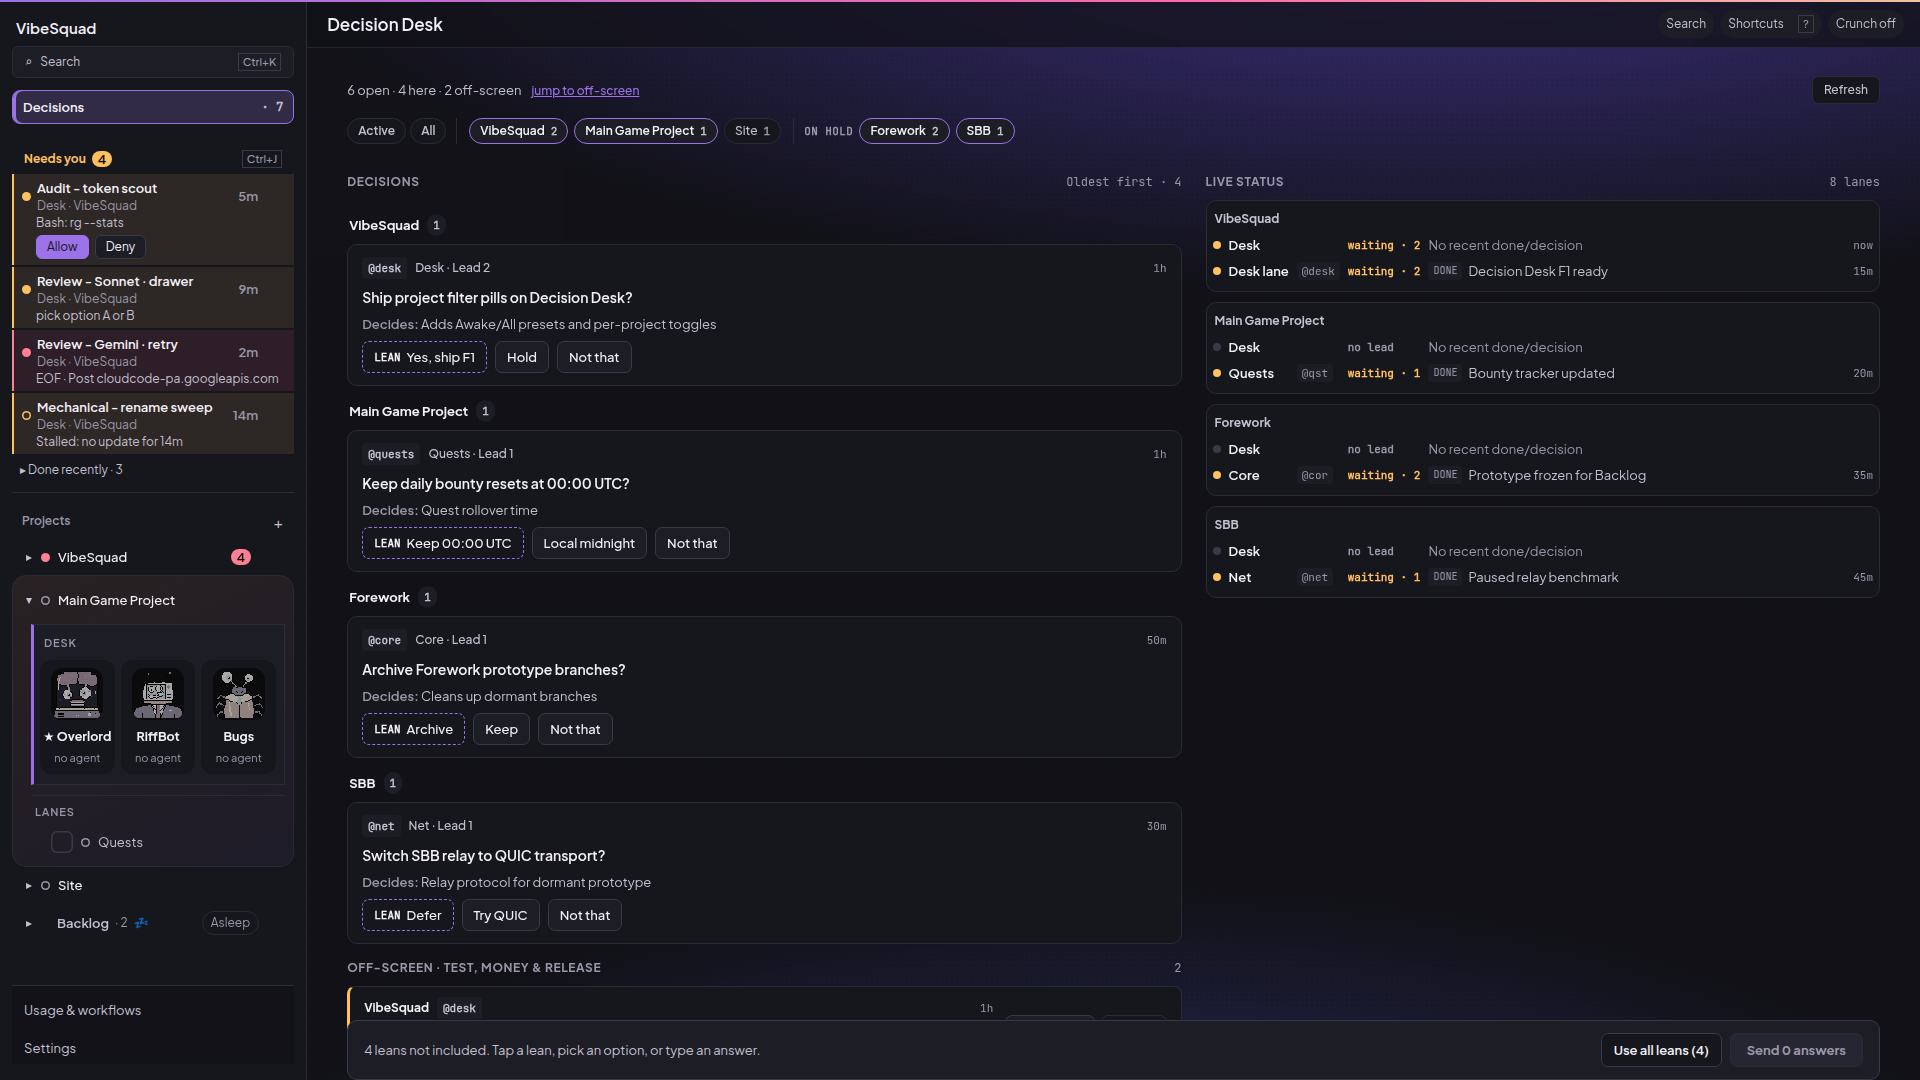 VibeSquad
Search Ctrl+K
Decisions · 7
Needs you 4 Ctrl+J
Audit – token scout 5m
Desk · VibeSquad
Bash: rg --stats
Allow Deny
Review – Sonnet · drawer 9m
Desk · VibeSquad
pick option A or B
Review – Gemini · retry 2m
Desk · VibeSquad
EOF · Post cloudcode-pa.googleapis.com
Mechanical – rename sweep 14m
Desk · VibeSquad
Stalled: no update for 14m
▸ Done recently · 3
Projects +
▸ VibeSquad 4
▾ Main Game Project
DESK
★ Overlord RiffBot Bugs
no agent no agent no agent
LANES
Quests
▸ Site
▸ Backlog · 2 💤 Asleep
Usage & workflows
Settings
Decision Desk Search Shortcuts ? Crunch off
6 open · 4 here · 2 off-screen jump to off-screen Refresh
Active All VibeSquad 2 Main Game Project 1 Site 1 ON HOLD Forework 2 SBB 1
DECISIONS Oldest first · 4
VibeSquad 1
@desk Desk · Lead 2 1h
Ship project filter pills on Decision Desk?
Decides: Adds Awake/All presets and per-project toggles
LEAN Yes, ship F1 Hold Not that
Main Game Project 1
@quests Quests · Lead 1 1h
Keep daily bounty resets at 00:00 UTC?
Decides: Quest rollover time
LEAN Keep 00:00 UTC Local midnight Not that
Forework 1
@core Core · Lead 1 50m
Archive Forework prototype branches?
Decides: Cleans up dormant branches
LEAN Archive Keep Not that
SBB 1
@net Net · Lead 1 30m
Switch SBB relay to QUIC transport?
Decides: Relay protocol for dormant prototype
LEAN Defer Try QUIC Not that
OFF-SCREEN · TEST, MONEY & RELEASE 2
VibeSquad @desk 1h
LIVE STATUS 8 lanes
VibeSquad
Desk waiting · 2 No recent done/decision now
Desk lane @desk waiting · 2 DONE Decision Desk F1 ready 15m
Main Game Project
Desk no lead No recent done/decision
Quests @qst waiting · 1 DONE Bounty tracker updated 20m
Forework
Desk no lead No recent done/decision
Core @cor waiting · 2 DONE Prototype frozen for Backlog 35m
SBB
Desk no lead No recent done/decision
Net @net waiting · 1 DONE Paused relay benchmark 45m
4 leans not included. Tap a lean, pick an option, or type an answer. Use all leans (4) Send 0 answers